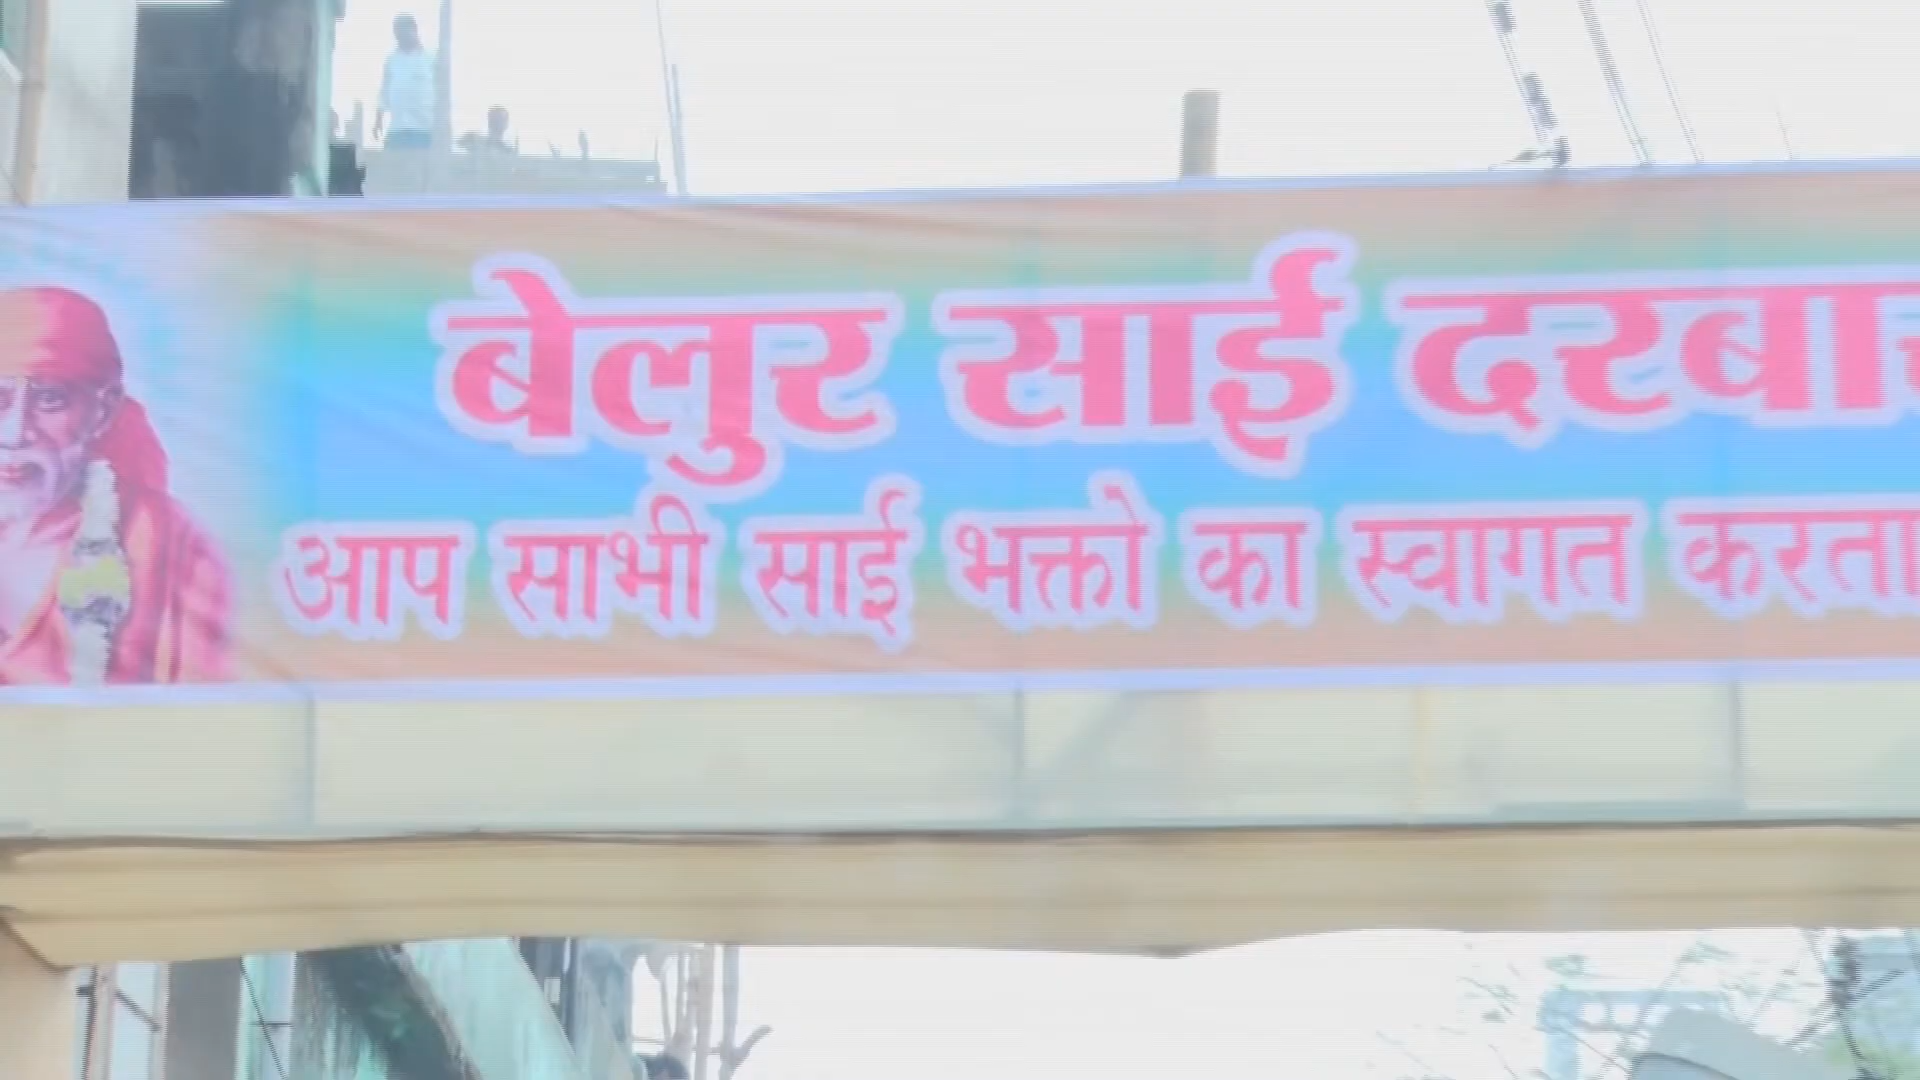 बेलुर साई दरबार
आप साभी साई भक्तो का स्वागत करता